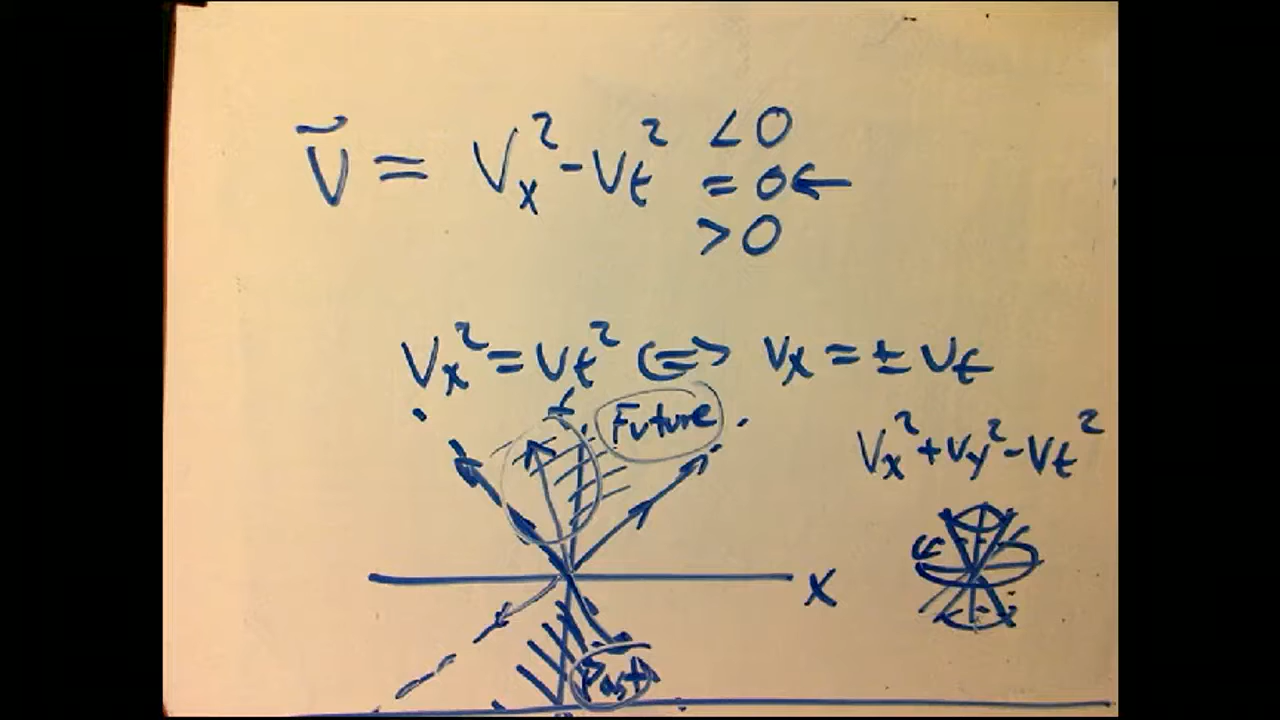 Ṽ = Vx² - Vt² < 0
= 0 ←
> 0
Vx² = Vt² ⇔ Vx = ± Vt
t
Future
Vx² + Vy² - Vt²
x
Past